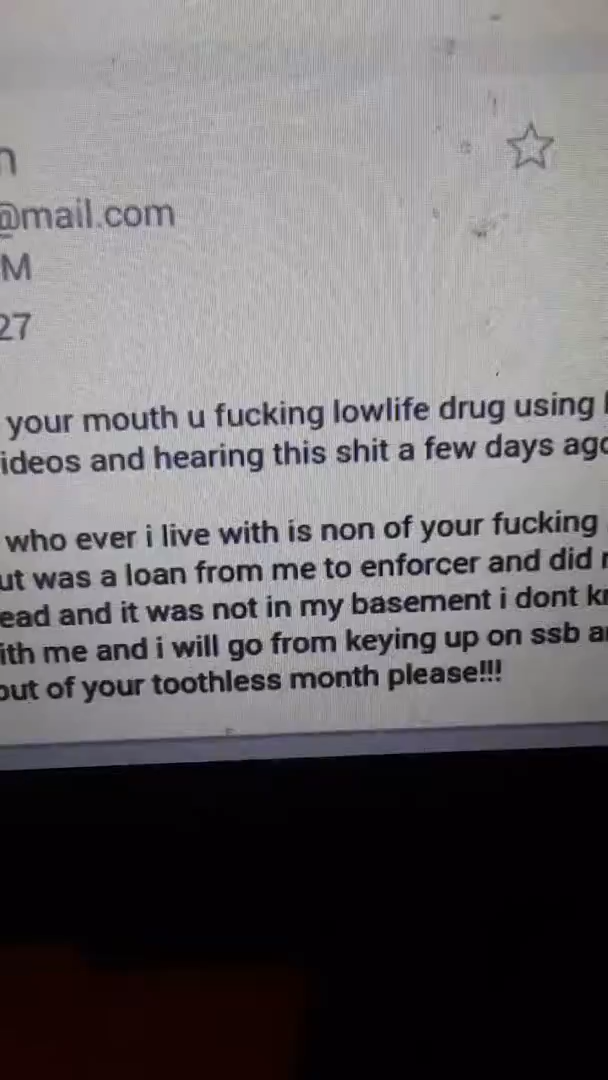 n
@mail.com
M
27
your mouth u fucking lowlife drug using
ideos and hearing this shit a few days ago
who ever i live with is non of your fucking
ut was a loan from me to enforcer and did
ead and it was not in my basement i dont
ith me and i will go from keying up on ssb
out of your toothless month please!!!